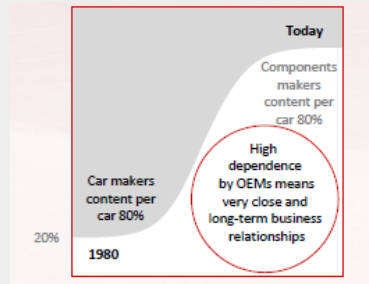 Today
Components
makers
content per
car 80%
High
dependence
by OEMs means
very close and
long-term business
relationships
Car makers
content per
car 80%
20%
1980